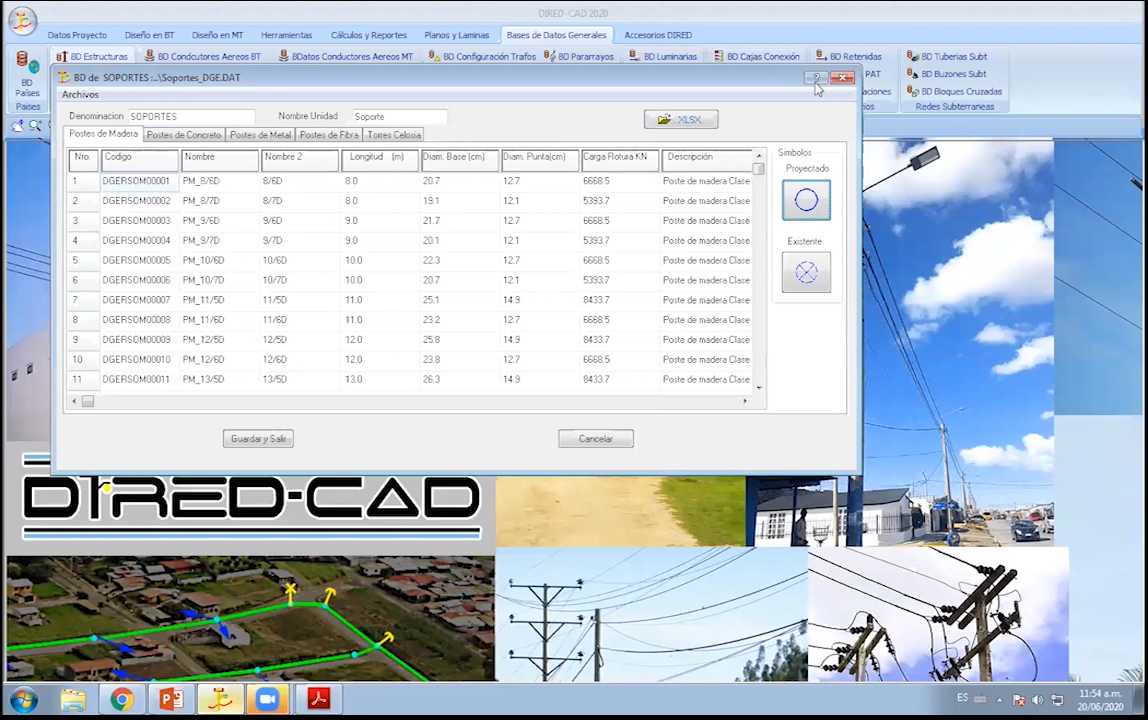 DIRED-CAD 2020
Datos Proyecto Diseño en BT Diseño en MT Herramientas Cálculos y Reportes Planos y Laminas Bases de Datos Generales Accesorios DIRED
BD Estructuras BD Condcutores Aereos BT BDatos Conductores Aereos MT BD Configuración Trafos BD Pararrayos BD Luminarias BD Cajas Conexión BD Retenidas BD Tuberias Subt
BD Paises
Paises
PAT BD Buzones Subt
aciones BD Bloques Cruzadas
Redes Subterraneas
BD de SOPORTES :..\Soportes_DGE.DAT
Archivos
Denominacion SOPORTES Nombre Unidad Soporte XLSX
Postes de Madera Postes de Concreto Postes de Metal Postes de Fibra Torres Celosia
Nro. Codigo Nombre Nombre 2 Longitud (m) Diam. Base (cm) Diam. Punta(cm) Carga Rotura KN Descripción
1 DGERSOM00001 PM_8/6D 8/6D 8.0 20.7 12.7 6668.5 Poste de madera Clase
2 DGERSOM00002 PM_8/7D 8/7D 8.0 19.1 12.1 5393.7 Poste de madera Clase
3 DGERSOM00003 PM_9/6D 9/6D 9.0 21.7 12.7 6668.5 Poste de madera Clase
4 DGERSOM00004 PM_9/7D 9/7D 9.0 20.1 12.1 5393.7 Poste de madera Clase
5 DGERSOM00005 PM_10/6D 10/6D 10.0 22.3 12.7 6668.5 Poste de madera Clase
6 DGERSOM00006 PM_10/7D 10/7D 10.0 20.7 12.1 5393.7 Poste de madera Clase
7 DGERSOM00007 PM_11/5D 11/5D 11.0 25.1 14.9 8433.7 Poste de madera Clase
8 DGERSOM00008 PM_11/6D 11/6D 11.0 23.2 12.7 6668.5 Poste de madera Clase
9 DGERSOM00009 PM_12/5D 12/5D 12.0 25.8 14.9 8433.7 Poste de madera Clase
10 DGERSOM00010 PM_12/6D 12/6D 12.0 23.8 12.7 6668.5 Poste de madera Clase
11 DGERSOM00011 PM_13/5D 13/5D 13.0 26.3 14.9 8433.7 Poste de madera Clase
Simbolos
Proyectado
Existente
Guardar y Salir Cancelar
DIRED-CAD
ES
11:54 a.m.
20/06/2020